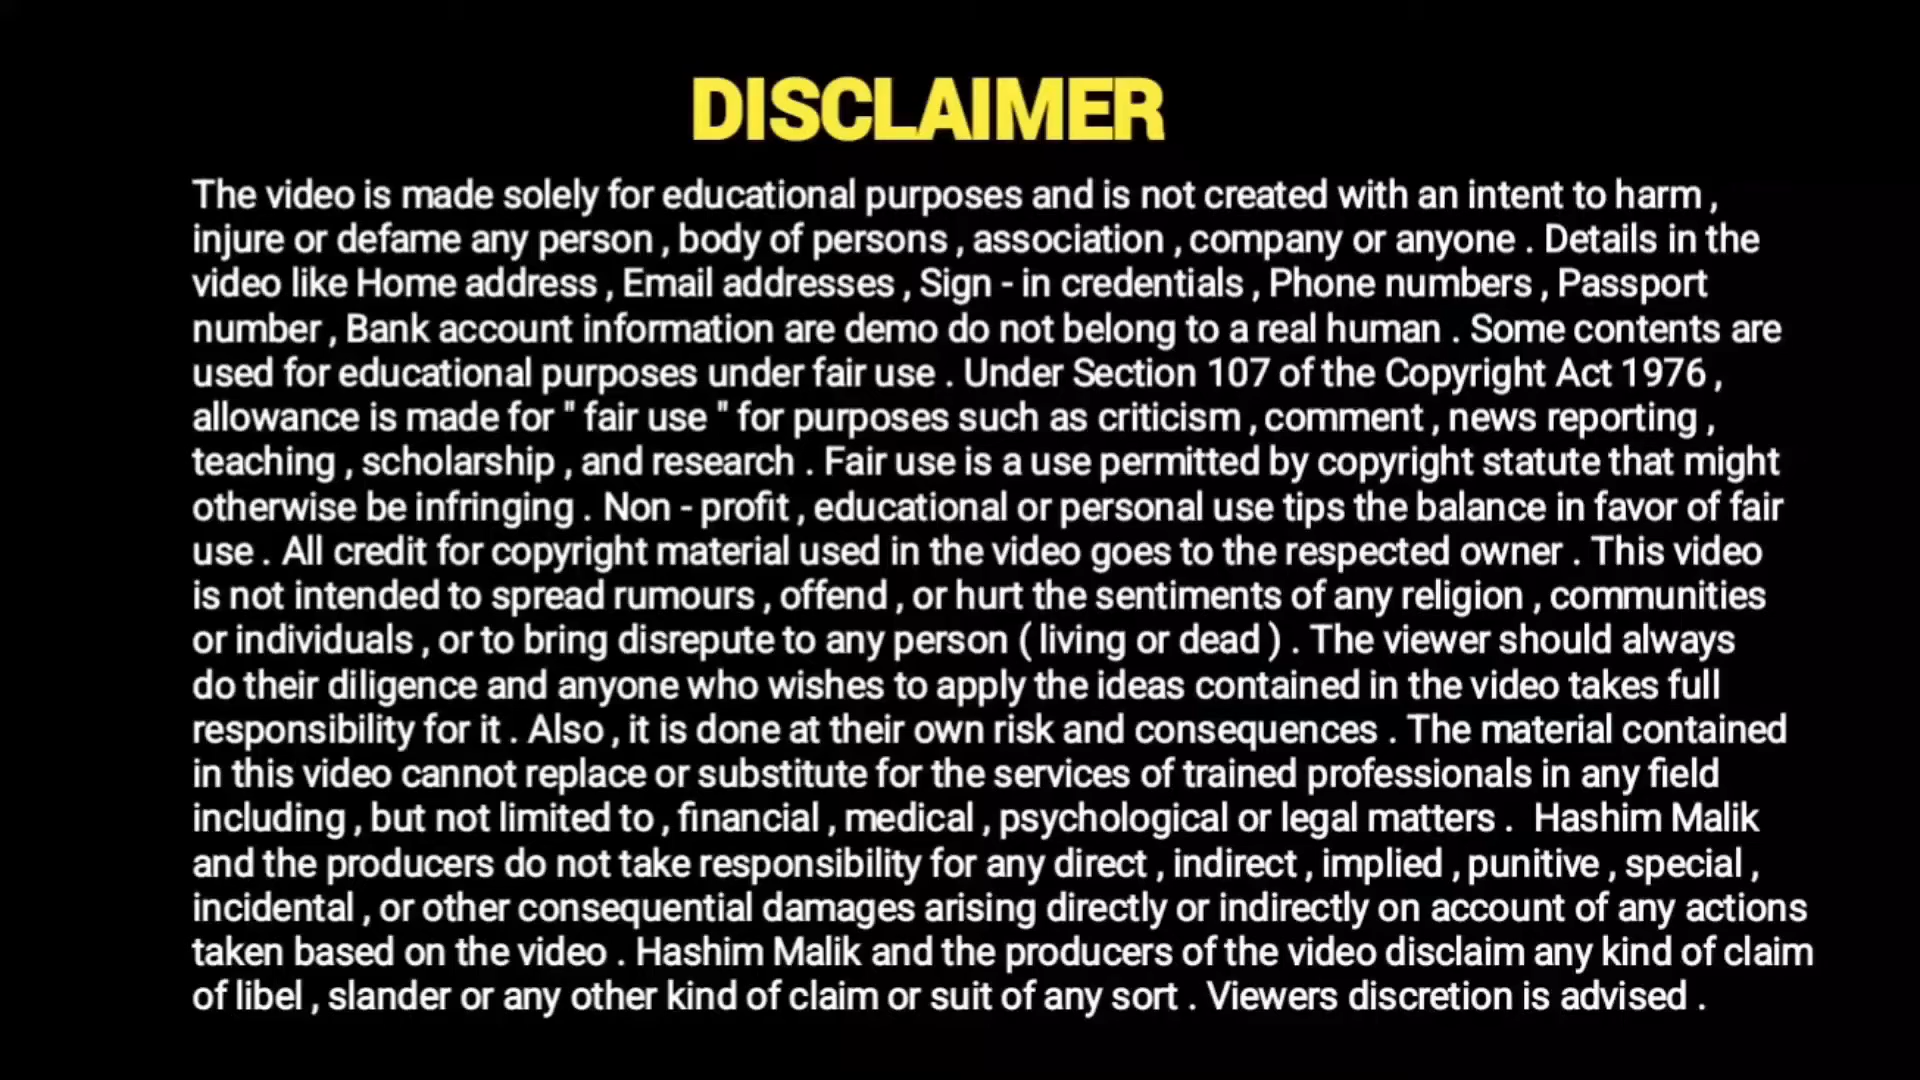 DISCLAIMER
The video is made solely for educational purposes and is not created with an intent to harm ,
injure or defame any person , body of persons , association , company or anyone . Details in the
video like Home address , Email addresses , Sign - in credentials , Phone numbers , Passport
number , Bank account information are demo do not belong to a real human . Some contents are
used for educational purposes under fair use . Under Section 107 of the Copyright Act 1976 ,
allowance is made for " fair use " for purposes such as criticism , comment , news reporting ,
teaching , scholarship , and research . Fair use is a use permitted by copyright statute that might
otherwise be infringing . Non - profit , educational or personal use tips the balance in favor of fair
use . All credit for copyright material used in the video goes to the respected owner . This video
is not intended to spread rumours , offend , or hurt the sentiments of any religion , communities
or individuals , or to bring disrepute to any person ( living or dead ) . The viewer should always
do their diligence and anyone who wishes to apply the ideas contained in the video takes full
responsibility for it . Also , it is done at their own risk and consequences . The material contained
in this video cannot replace or substitute for the services of trained professionals in any field
including , but not limited to , financial , medical , psychological or legal matters . Hashim Malik
and the producers do not take responsibility for any direct , indirect , implied , punitive , special ,
incidental , or other consequential damages arising directly or indirectly on account of any actions
taken based on the video . Hashim Malik and the producers of the video disclaim any kind of claim
of libel , slander or any other kind of claim or suit of any sort . Viewers discretion is advised .